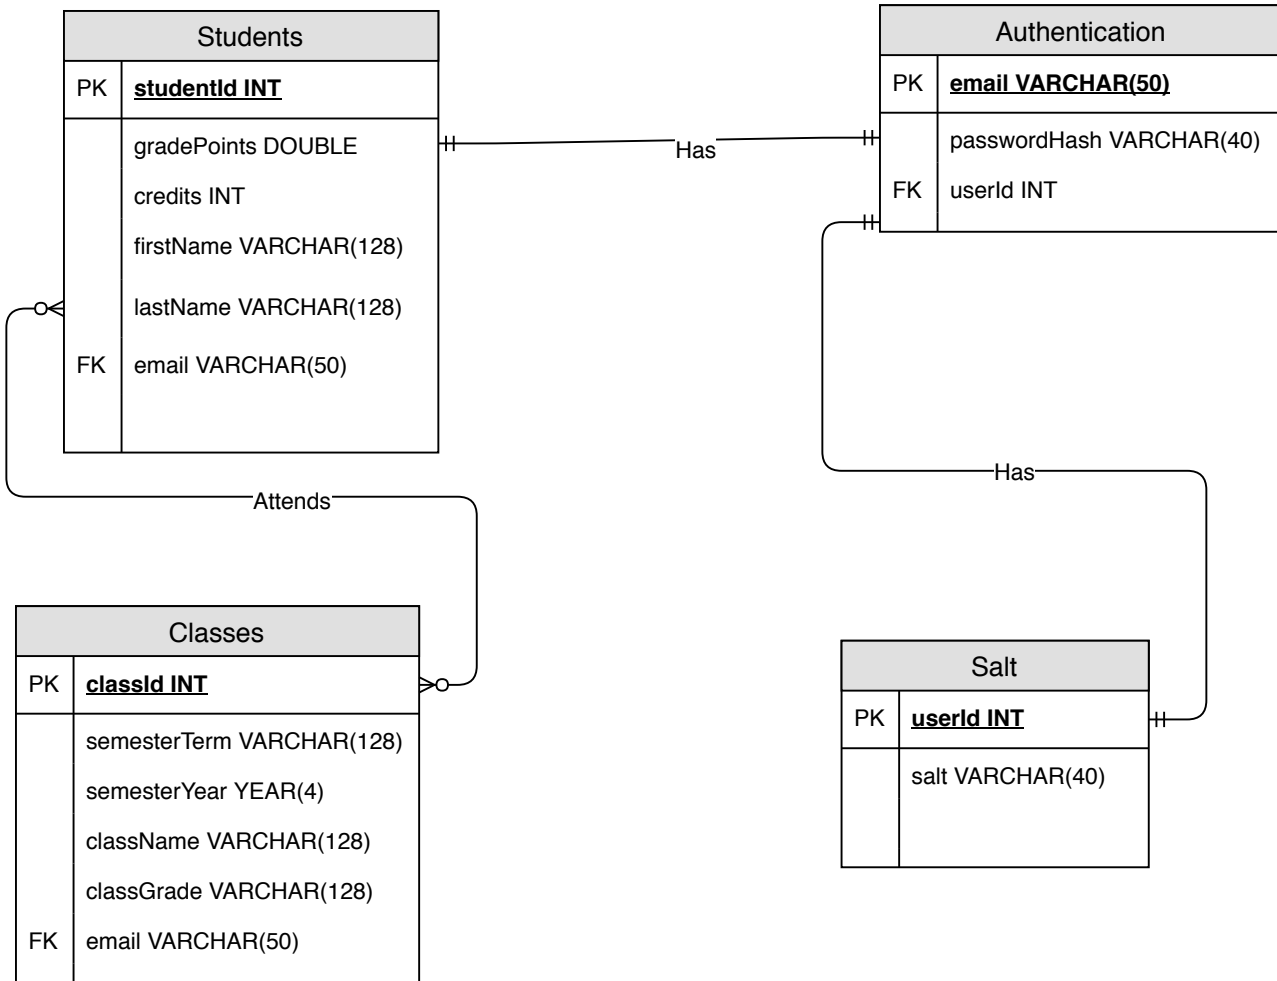 Students
PK studentId INT
gradePoints DOUBLE
credits INT
firstName VARCHAR(128)
lastName VARCHAR(128)
FK email VARCHAR(50)
Has
Authentication
PK email VARCHAR(50)
passwordHash VARCHAR(40)
FK userId INT
Attends
Has
Classes
PK classId INT
semesterTerm VARCHAR(128)
semesterYear YEAR(4)
className VARCHAR(128)
classGrade VARCHAR(128)
FK email VARCHAR(50)
Salt
PK userId INT
salt VARCHAR(40)